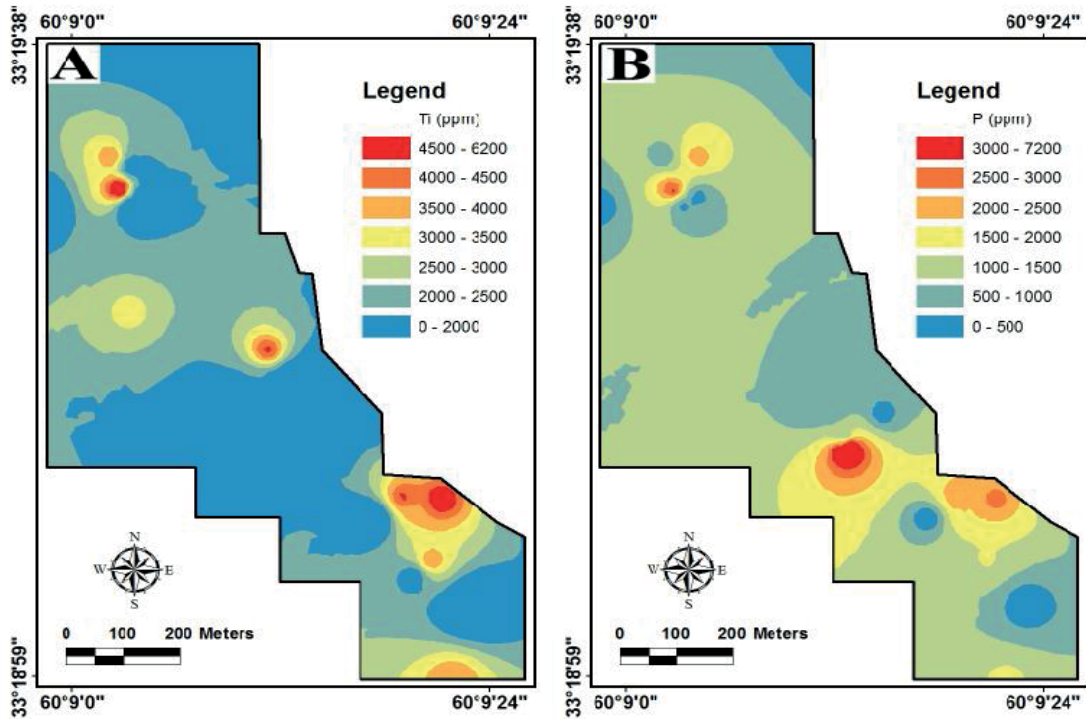 60°9'0"
60°9'24"
33°19'38"
A
Legend
Ti (ppm)
4500 - 6200
4000 - 4500
3500 - 4000
3000 - 3500
2500 - 3000
2000 - 2500
0 - 2000
N
W E
S
0 100 200 Meters
33°18'59"
60°9'0"
60°9'24"
60°9'0"
60°9'24"
33°19'38"
B
Legend
P (ppm)
3000 - 7200
2500 - 3000
2000 - 2500
1500 - 2000
1000 - 1500
500 - 1000
0 - 500
N
W E
S
0 100 200 Meters
33°18'59"
60°9'0"
60°9'24"